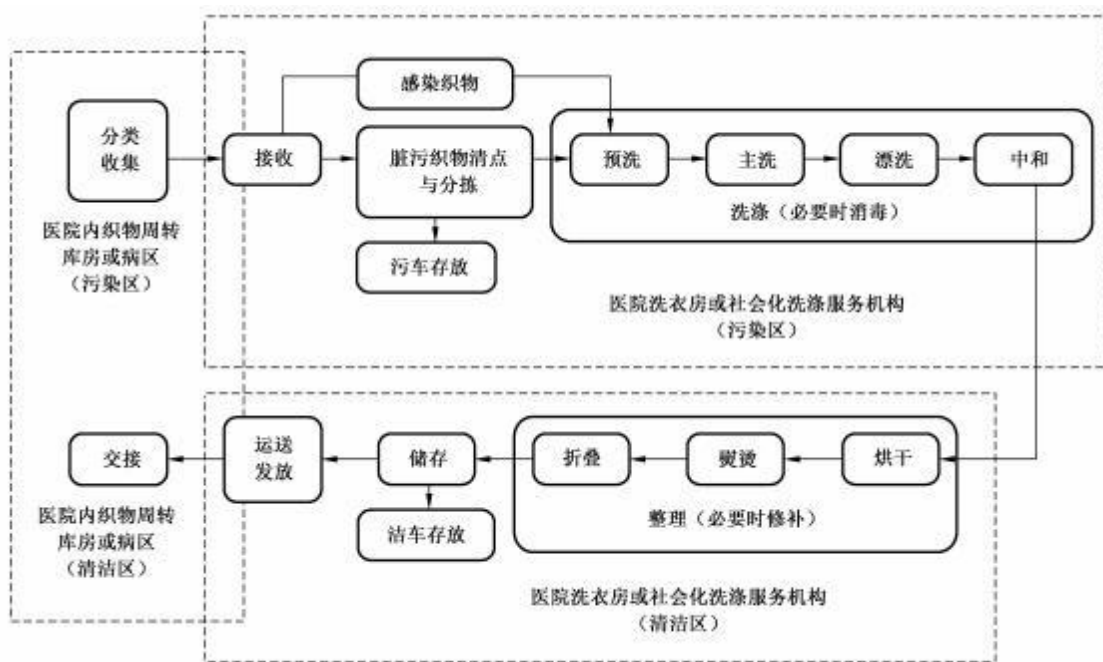 感染织物
分类
收集
接收
脏污织物清点
与分拣
预洗
主洗
漂洗
中和
洗涤（必要时消毒）
医院内织物周转
库房或病区
（污染区）
污车存放
医院洗衣房或社会化洗涤服务机构
（污染区）
交接
运送
发放
储存
折叠
熨烫
烘干
整理（必要时修补）
洁车存放
医院内织物周转
库房或病区
（清洁区）
医院洗衣房或社会化洗涤服务机构
（清洁区）